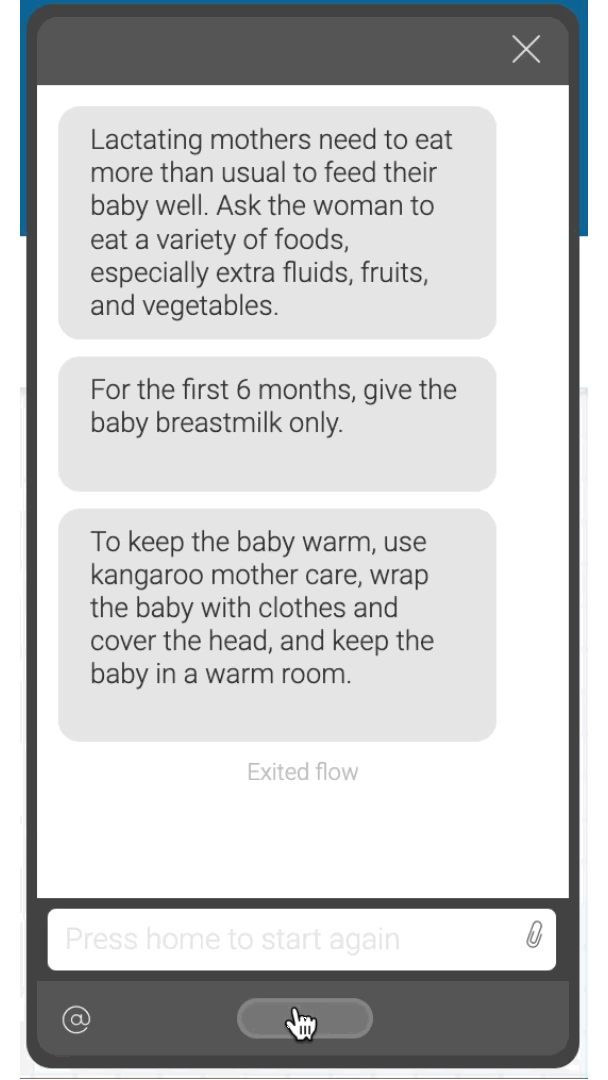 Lactating mothers need to eat
more than usual to feed their
baby well. Ask the woman to
eat a variety of foods,
especially extra fluids, fruits,
and vegetables.
For the first 6 months, give the
baby breastmilk only.
To keep the baby warm, use
kangaroo mother care, wrap
the baby with clothes and
cover the head, and keep the
baby in a warm room.
Exited flow
Press home to start again
@